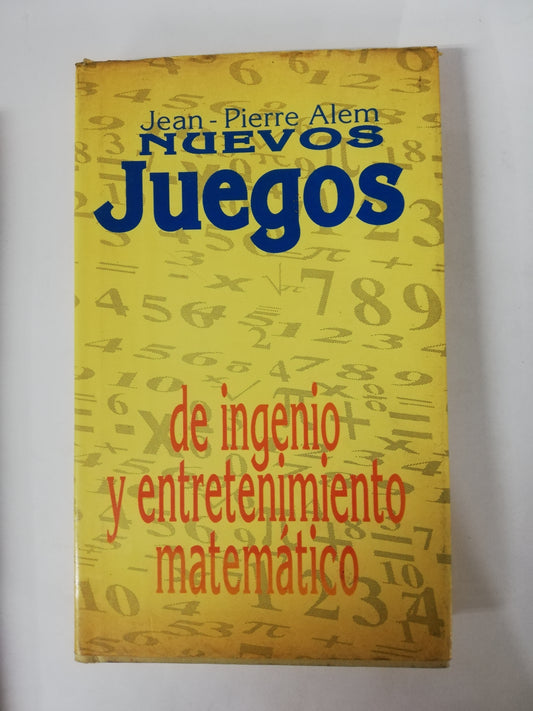 Jean - Pierre Alem
NUEVOS
Juegos
de ingenio
y entretenimiento
matemático